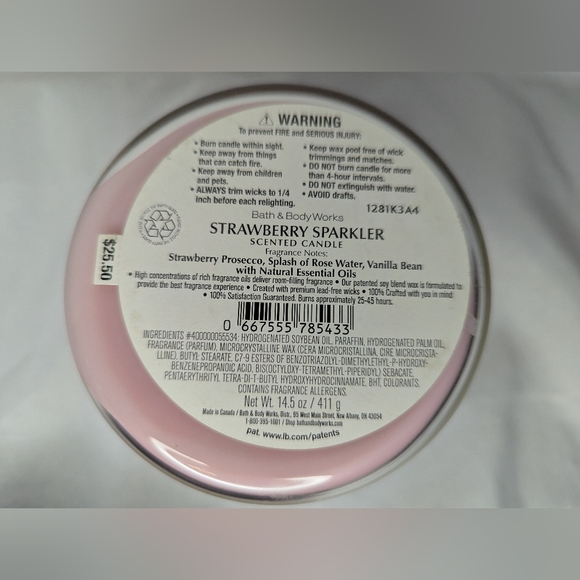 ⚠ WARNING
To prevent FIRE and SERIOUS INJURY:
• Burn candle within sight.
• Keep away from things
that can catch fire.
• Keep away from children
and pets.
• ALWAYS trim wicks to 1/4
inch before each relighting.
• Keep wax pool free of wick
trimmings and matches.
• DO NOT burn candle for more
than 4-hour intervals.
• DO NOT extinguish with water.
• AVOID drafts.
1281K3A4
Bath & Body Works
STRAWBERRY SPARKLER
SCENTED CANDLE
Fragrance Notes:
Strawberry Prosecco, Splash of Rose Water, Vanilla Bean
with Natural Essential Oils
• High concentrations of rich fragrance oils deliver room-filling fragrance • Our patented soy blend wax is formulated to
provide the best fragrance experience • Created with premium lead-free wicks • 100% Crafted with you in mind
• 100% Satisfaction Guaranteed. Burns approximately 25-45 hours.
$25.50
0 667555 785433
INGREDIENTS #400000055534: HYDROGENATED SOYBEAN OIL, PARAFFIN, HYDROGENATED PALM OIL,
FRAGRANCE (PARFUM), MICROCRYSTALLINE WAX (CERA MICROCRISTALLINA, CIRE MICROCRISTAL-
LINE), BUTYL STEARATE, C7-9 ESTERS OF BENZOTRIAZOLYL-DIMETHYLETHYL-P-HYDROXY-
BENZENEPROPANOIC ACID, BIS(OCTYLOXY-TETRAMETHYL-PIPERIDYL) SEBACATE,
PENTAERYTHRITYL TETRA-DI-T-BUTYL HYDROXYHYDROCINNAMATE, BHT, COLORANTS.
CONTAINS FRAGRANCE ALLERGENS.
Net Wt. 14.5 oz / 411 g
Made in Canada / Bath & Body Works, Distr., 95 West Main Street, New Albany, OH 43054
1-800-395-1001 / Shop bathandbodyworks.com
pat. www.lb.com/patents